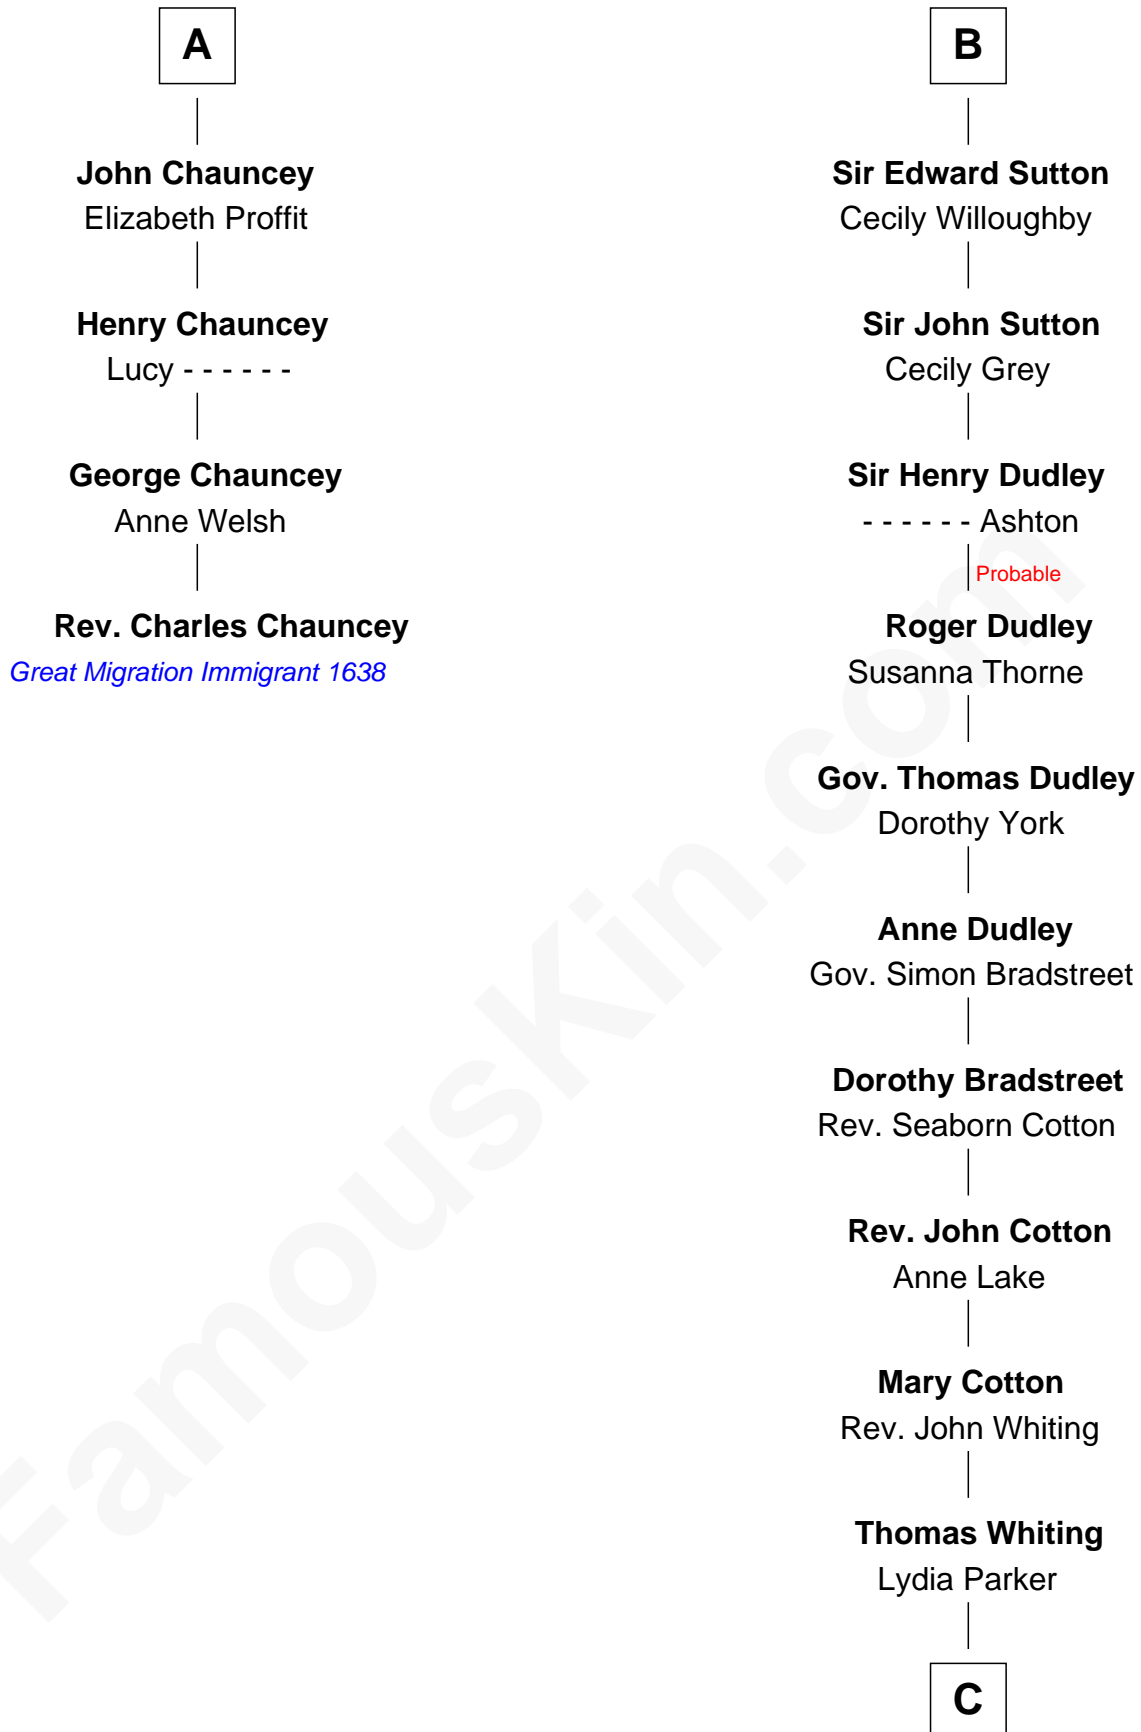 A
John Chauncey
Elizabeth Proffit
Henry Chauncey
Lucy - - - - - -
George Chauncey
Anne Welsh
Rev. Charles Chauncey
Great Migration Immigrant 1638
B
Sir Edward Sutton
Cecily Willoughby
Sir John Sutton
Cecily Grey
Sir Henry Dudley
- - - - - - Ashton
Probable
Roger Dudley
Susanna Thorne
Gov. Thomas Dudley
Dorothy York
Anne Dudley
Gov. Simon Bradstreet
Dorothy Bradstreet
Rev. Seaborn Cotton
Rev. John Cotton
Anne Lake
Mary Cotton
Rev. John Whiting
Thomas Whiting
Lydia Parker
C
FamousKin.com